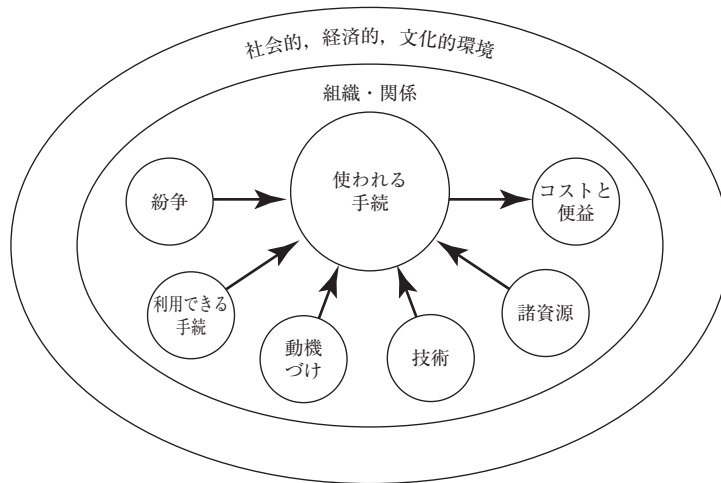 社会的，経済的，文化的環境
組織・関係
紛争
使われる
手続
コストと
便益
利用できる
手続
動機
づけ
技術
諸資源